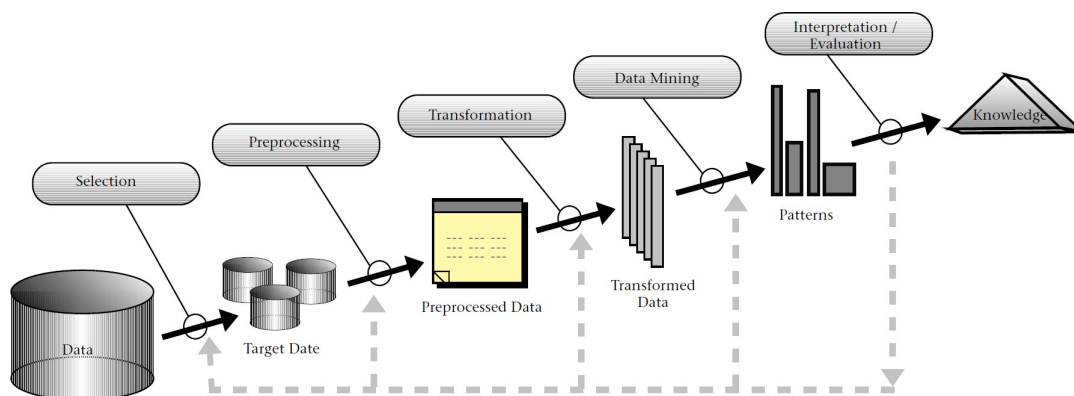 Interpretation /
Evaluation
Data Mining
Transformation
Preprocessing
Selection
Knowledge
Patterns
Transformed
Data
Preprocessed Data
Target Date
Data